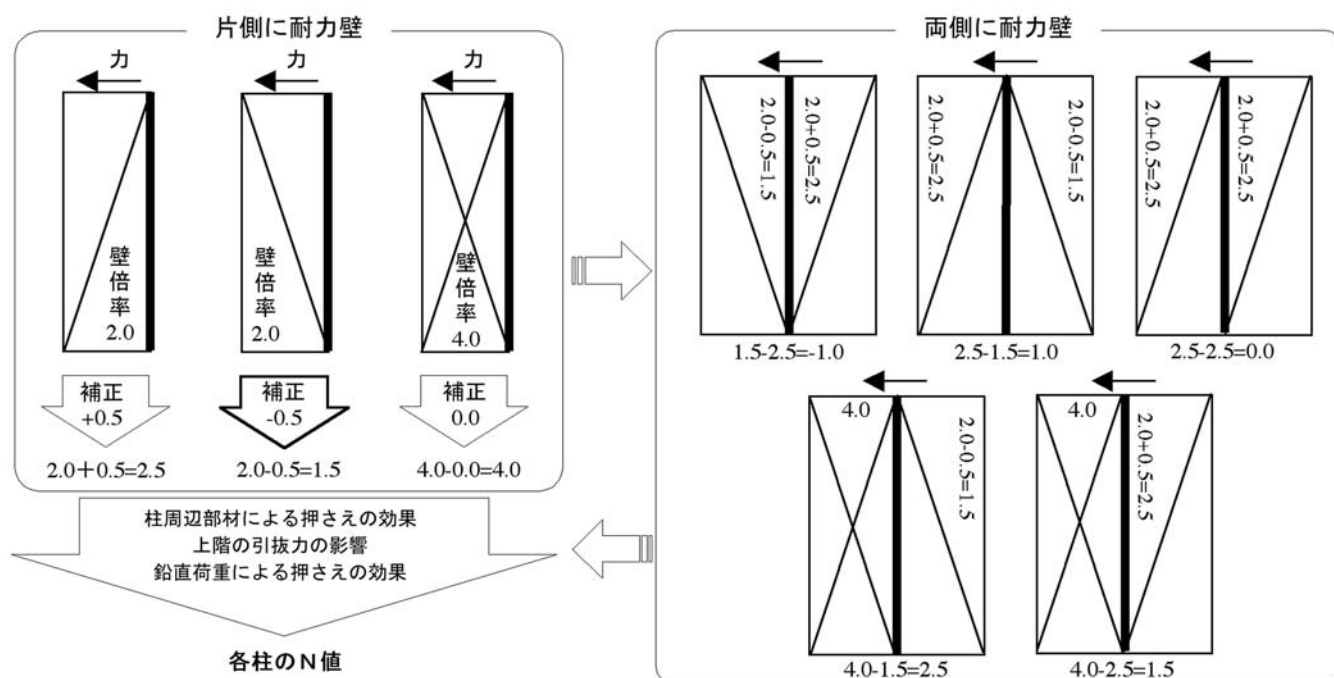 片側に耐力壁
力
力
力
壁倍率
2.0
壁倍率
2.0
壁倍率
4.0
補正
+0.5
補正
-0.5
補正
0.0
2.0+0.5=2.5
2.0-0.5=1.5
4.0-0.0=4.0
柱周辺部材による押さえの効果
上階の引抜力の影響
鉛直荷重による押さえの効果
各柱のN値
両側に耐力壁
2.0-0.5=1.5
2.0+0.5=2.5
1.5-2.5=-1.0
2.0+0.5=2.5
2.0-0.5=1.5
2.5-1.5=1.0
2.0+0.5=2.5
2.0+0.5=2.5
2.5-2.5=0.0
4.0
2.0-0.5=1.5
4.0-1.5=2.5
4.0
2.0+0.5=2.5
4.0-2.5=1.5